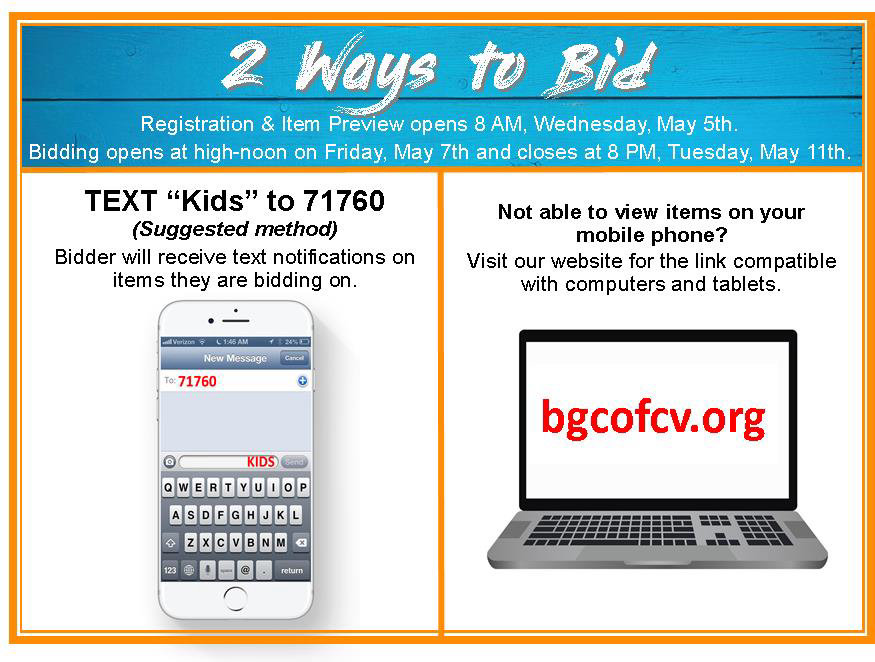 2 Ways to Bid
Registration & Item Preview opens 8 AM, Wednesday, May 5th.
Bidding opens at high-noon on Friday, May 7th and closes at 8 PM, Tuesday, May 11th.
TEXT “Kids” to 71760
(Suggested method)
Bidder will receive text notifications on
items they are bidding on.
Verizon 1:46 AM 24%
New Message Cancel
To: 71760
KIDS Send
Q W E R T Y U I O P
A S D F G H J K L
Z X C V B N M
123 space @ . return
Not able to view items on your
mobile phone?
Visit our website for the link compatible
with computers and tablets.
bgcofcv.org